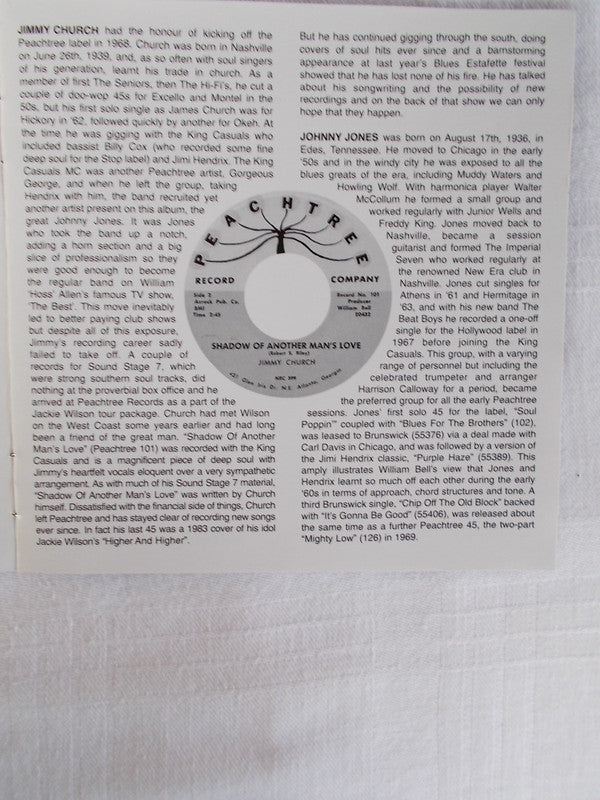 JIMMY CHURCH had the honour of kicking off the
Peachtree label in 1968. Church was born in Nashville
on June 26th, 1939, and, as so often with soul singers
of his generation, learnt his trade in church. As a
member of first The Seniors, then The Hi-Fi's, he cut a
couple of doo-wop 45s for Excello and Montel in the
50s, but his first solo single as James Church was for
Hickory in '62, followed quickly by another for Okeh. At
the time he was gigging with the King Casuals who
included bassist Billy Cox (who recorded some fine
deep soul for the Stop label) and Jimi Hendrix. The King
Casuals MC was another Peachtree artist, Gorgeous
George, and when he left the group, taking
Hendrix with him, the band recruited yet
another artist present on this album, the
great Johnny Jones. It was Jones
who took the band up a notch,
adding a horn section and a big
slice of professionalism so they
were good enough to become
the regular band on William
'Hoss' Allen's famous TV show,
'The Beat'. This move inevitably
led to better paying club shows
but despite all of this exposure,
Jimmy's recording career sadly
failed to take off. A couple of
records for Sound Stage 7, which
were strong southern soul tracks, did
nothing at the proverbial box office and he
arrived at Peachtree Records as a part of the
Jackie Wilson tour package. Church had met Wilson
on the West Coast some years earlier and had long
been a friend of the great man. "Shadow Of Another
Man's Love" (Peachtree 101) was recorded with the King
Casuals and is a magnificent piece of deep soul with
Jimmy's heartfelt vocals eloquent over a very sympathetic
arrangement. As with much of his Sound Stage 7 material,
"Shadow Of Another Man's Love" was written by Church
himself. Dissatisfied with the financial side of things, Church
left Peachtree and has stayed clear of recording new songs
ever since. In fact his last 45 was a 1983 cover of his idol
Jackie Wilson's "Higher And Higher".
But he has continued gigging through the south, doing
covers of soul hits ever since and a barnstorming
appearance at last year's Blues Estafette festival
showed that he has lost none of his fire. He has talked
about his songwriting and the possibility of new
recordings and on the back of that show we can only
hope that they happen.
JOHNNY JONES was born on August 17th, 1936, in
Edes, Tennessee. He moved to Chicago in the early
'50s and in the windy city he was exposed to all the
blues greats of the era, including Muddy Waters and
Howling Wolf. With harmonica player Walter
McCollum he formed a small group and
worked regularly with Junior Wells and
Freddy King. Jones moved back to
Nashville, became a session
guitarist and formed The Imperial
Seven who worked regularly at
the renowned New Era club in
Nashville. Jones cut singles for
Athens in '61 and Hermitage in
'63, and with his new band The
Beat Boys he recorded a one-off
single for the Hollywood label in
1967 before joining the King
Casuals. This group, with a varying
range of personnel but including the
celebrated trumpeter and arranger
Harrison Calloway for a period, became
the preferred group for all the early Peachtree
sessions. Jones' first solo 45 for the label, "Soul
Poppin'" coupled with "Blues For The Brothers" (102),
was leased to Brunswick (55376) via a deal made with
Carl Davis in Chicago, and was followed by a version of
the Jimi Hendrix classic, "Purple Haze" (55389). This
amply illustrates William Bell's view that Jones and
Hendrix learnt so much off each other during the early
'60s in terms of approach, chord structures and tone. A
third Brunswick single, "Chip Off The Old Block" backed
with "It's Gonna Be Good" (55406), was released about
the same time as a further Peachtree 45, the two-part
"Mighty Low" (126) in 1969.
PEACHTREE
RECORD COMPANY
Side 2
Pub. Co.
BMI
Time 2:45
Record No. 101
Producer
William Bell
20432
SHADOW OF ANOTHER MAN'S LOVE
(Robert S. Riley)
JIMMY CHURCH
NRC
Glen Iris Dr. N.E. Atlanta, Georgia